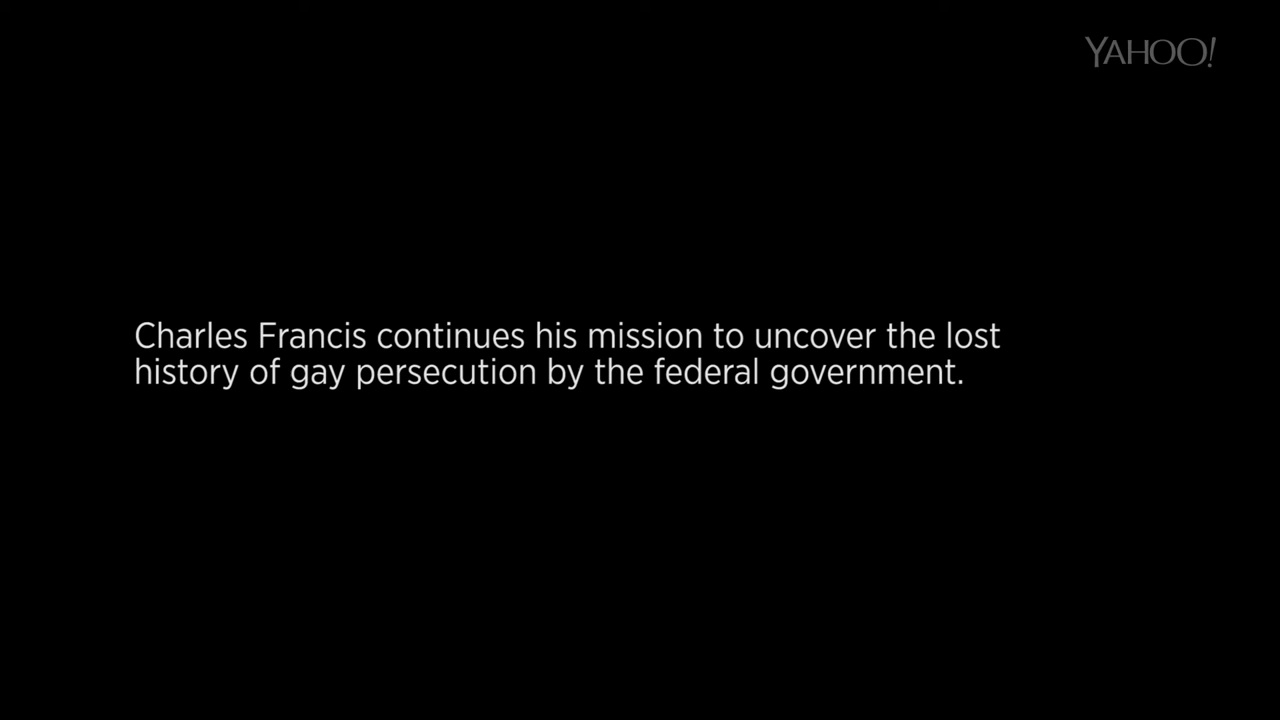 YAHOO!
Charles Francis continues his mission to uncover the lost
history of gay persecution by the federal government.